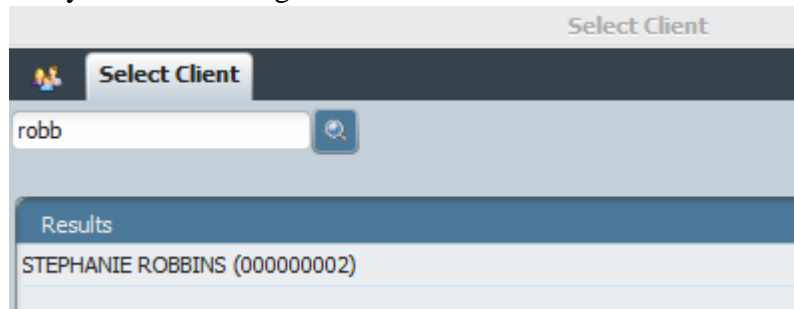 Select Client
Select Client
robb
Results
STEPHANIE ROBBINS (000000002)